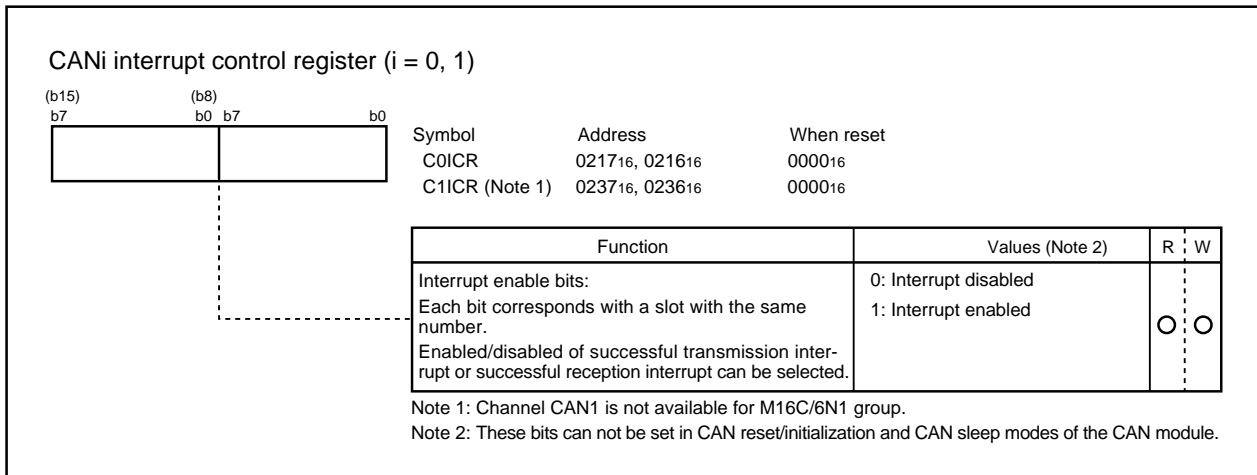 CANi interrupt control register (i = 0, 1)
(b15) (b8)
b7 b0 b7 b0
Symbol Address When reset
C0ICR 021716, 021616 000016
C1ICR (Note 1) 023716, 023616 000016
Function Values (Note 2) R W
Interrupt enable bits: 0: Interrupt disabled
Each bit corresponds with a slot with the same 1: Interrupt enabled
number.
Enabled/disabled of successful transmission inter-
rupt or successful reception interrupt can be selected.
Note 1: Channel CAN1 is not available for M16C/6N1 group.
Note 2: These bits can not be set in CAN reset/initialization and CAN sleep modes of the CAN module.